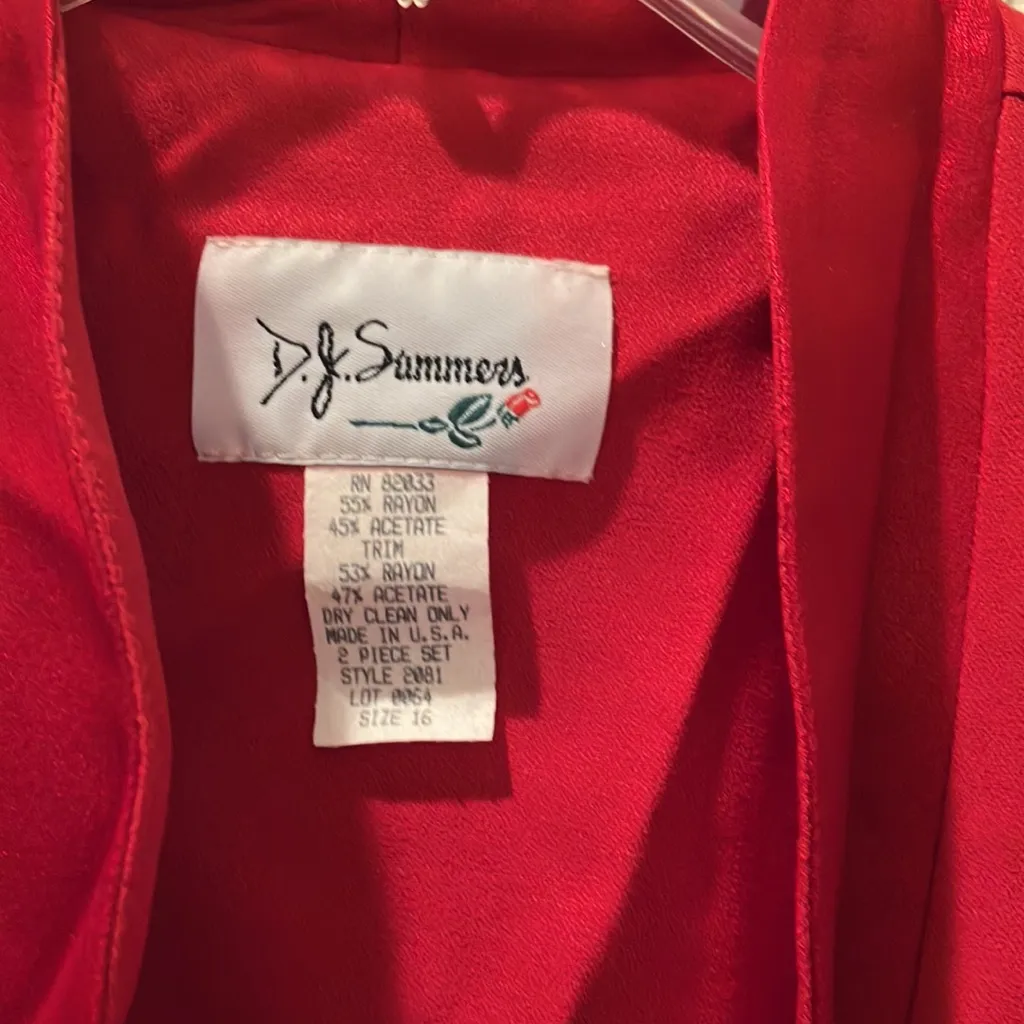 D.J. Summers
RN 82033
55% RAYON
45% ACETATE
TRIM
53% RAYON
47% ACETATE
DRY CLEAN ONLY
MADE IN U.S.A.
2 PIECE SET
STYLE 2081
LOT 0064
SIZE 16